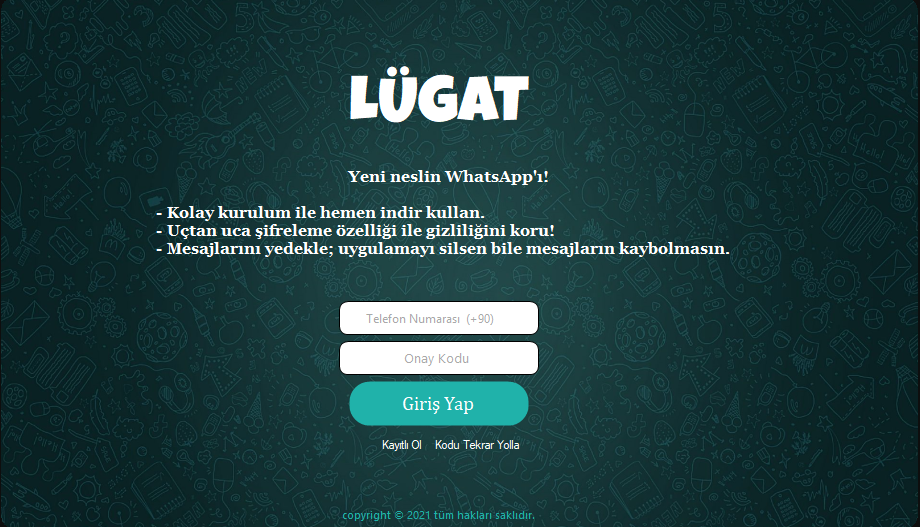 LÜGAT
Yeni neslin WhatsApp'ı!
- Kolay kurulum ile hemen indir kullan.
- Uçtan uca şifreleme özelliği ile gizliliğini koru!
- Mesajlarını yedekle; uygulamayı silsen bile mesajların kaybolmasın.
Telefon Numarası (+90)
Onay Kodu
Giriş Yap
Kayıtlı Ol Kodu Tekrar Yolla
copyright © 2021 tüm hakları saklıdır.